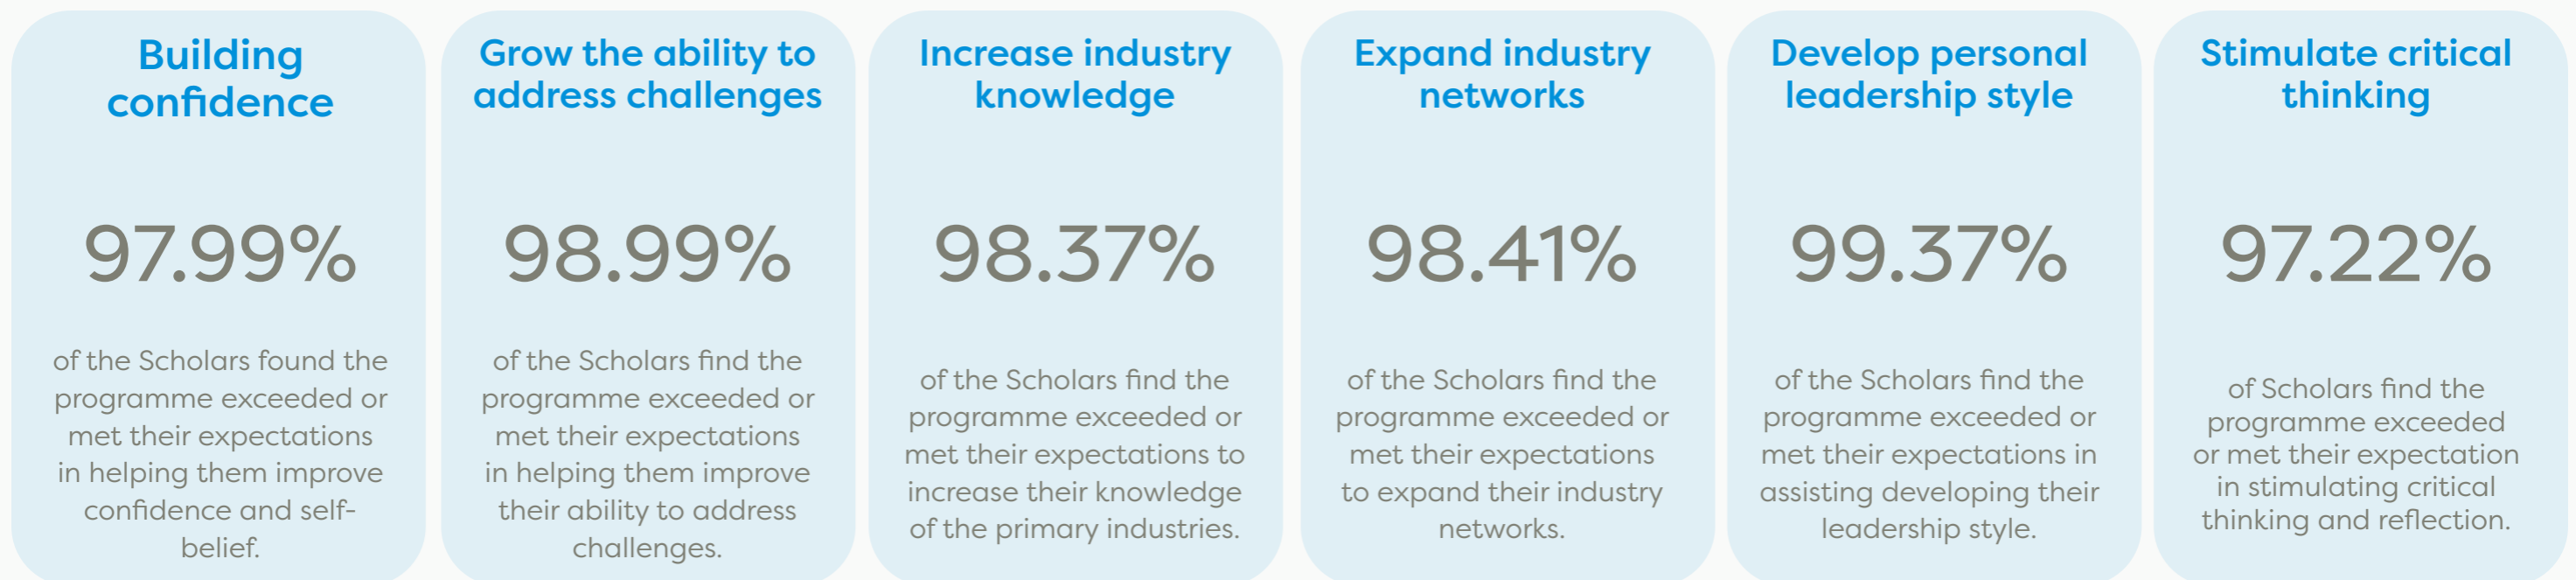 Building
confidence
97.99%
of the Scholars found the
programme exceeded or
met their expectations
in helping them improve
confidence and self-
belief.
Grow the ability to
address challenges
98.99%
of the Scholars find the
programme exceeded or
met their expectations
in helping them improve
their ability to address
challenges.
Increase industry
knowledge
98.37%
of the Scholars find the
programme exceeded or
met their expectations to
increase their knowledge
of the primary industries.
Expand industry
networks
98.41%
of the Scholars find the
programme exceeded or
met their expectations
to expand their industry
networks.
Develop personal
leadership style
99.37%
of the Scholars find the
programme exceeded or
met their expectations in
assisting developing their
leadership style.
Stimulate critical
thinking
97.22%
of Scholars find the
programme exceeded
or met their expectation
in stimulating critical
thinking and reflection.